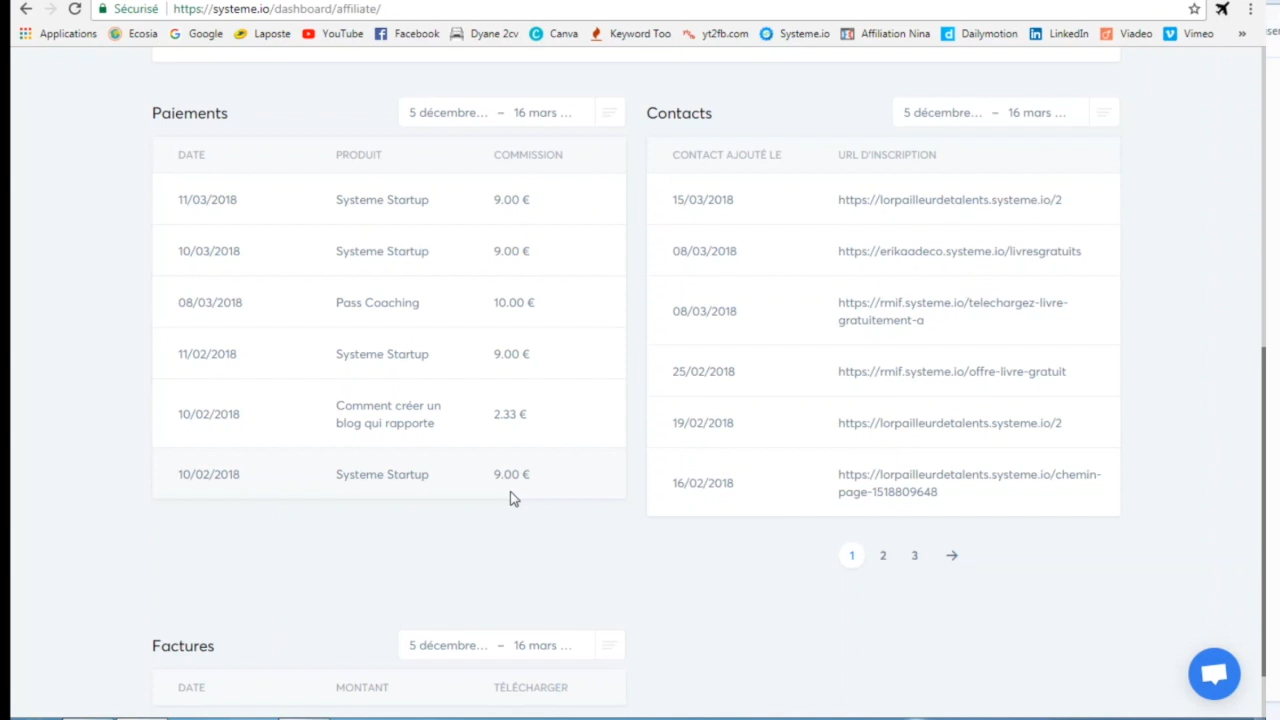 Sécurisé https://systeme.io/dashboard/affiliate/
Applications Ecosia Google Laposte YouTube Facebook Dyane 2cv Canva Keyword Too yt2fb.com Systeme.io Affiliation Nina Dailymotion LinkedIn Viadeo Vimeo »
Paiements 5 décembre... – 16 mars ...
DATE PRODUIT COMMISSION
11/03/2018 Systeme Startup 9.00 €
10/03/2018 Systeme Startup 9.00 €
08/03/2018 Pass Coaching 10.00 €
11/02/2018 Systeme Startup 9.00 €
10/02/2018 Comment créer un
blog qui rapporte 2.33 €
10/02/2018 Systeme Startup 9.00 €
Contacts 5 décembre... – 16 mars ...
CONTACT AJOUTÉ LE URL D'INSCRIPTION
15/03/2018 https://lorpailleurdetalents.systeme.io/2
08/03/2018 https://erikaadeco.systeme.io/livresgratuits
08/03/2018 https://rmif.systeme.io/telechargez-livre-
gratuitement-a
25/02/2018 https://rmif.systeme.io/offre-livre-gratuit
19/02/2018 https://lorpailleurdetalents.systeme.io/2
16/02/2018 https://lorpailleurdetalents.systeme.io/chemin-
page-1518809648
1 2 3 →
Factures 5 décembre... – 16 mars ...
DATE MONTANT TÉLÉCHARGER